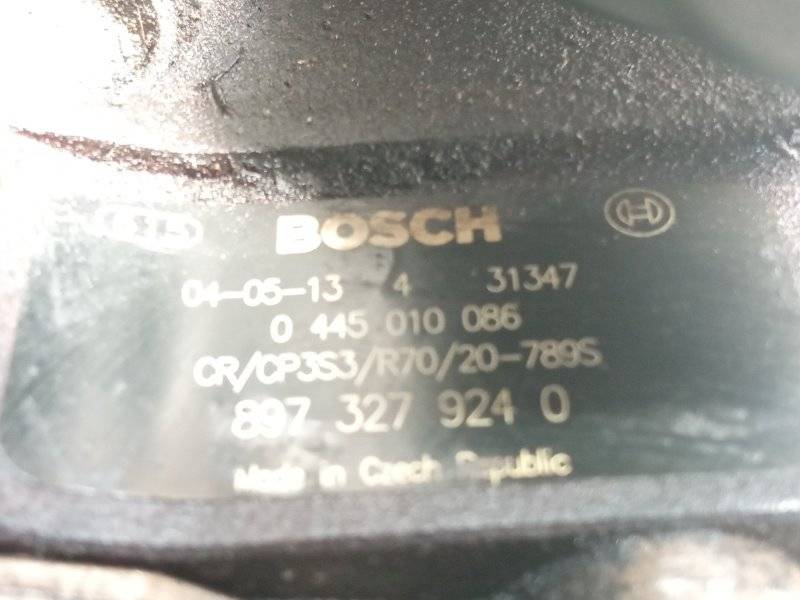 BOSCH
04-05-13 4 31347
0 445 010 086
CR/CP3S3/R70/20-789S
897 327 924 0
Made in Czech Republic